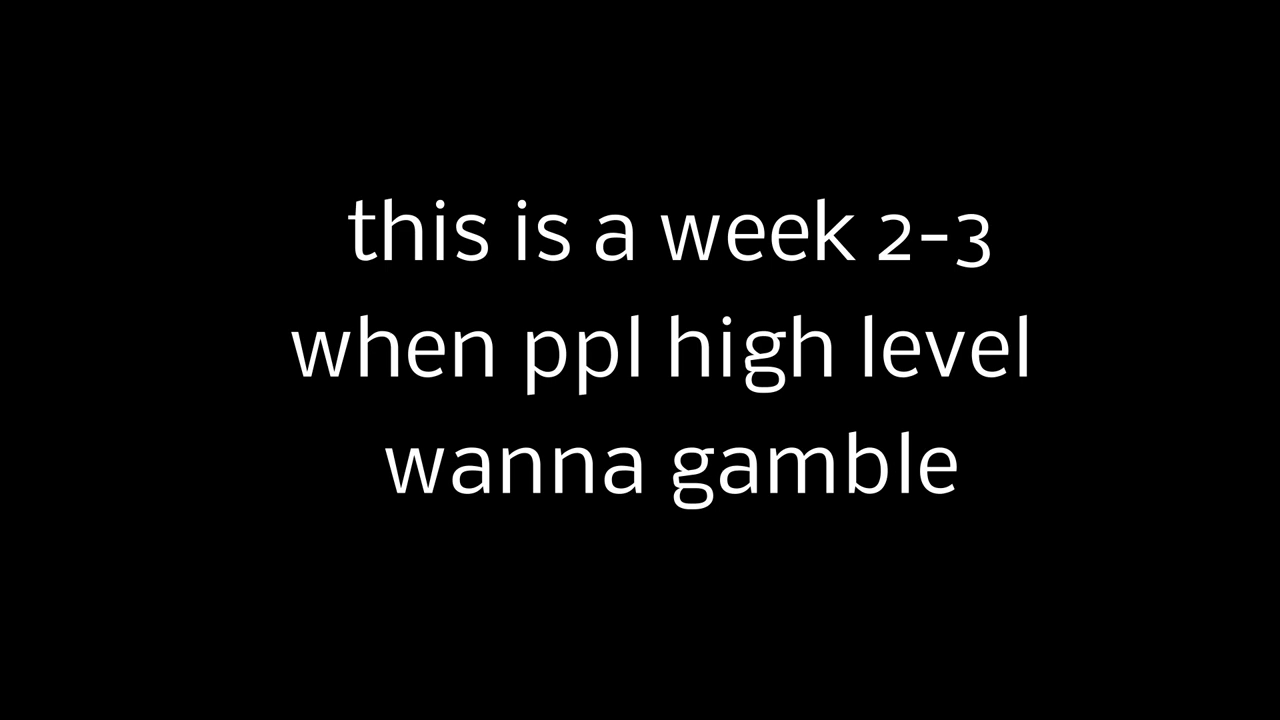 this is a week 2-3
when ppl high level
wanna gamble